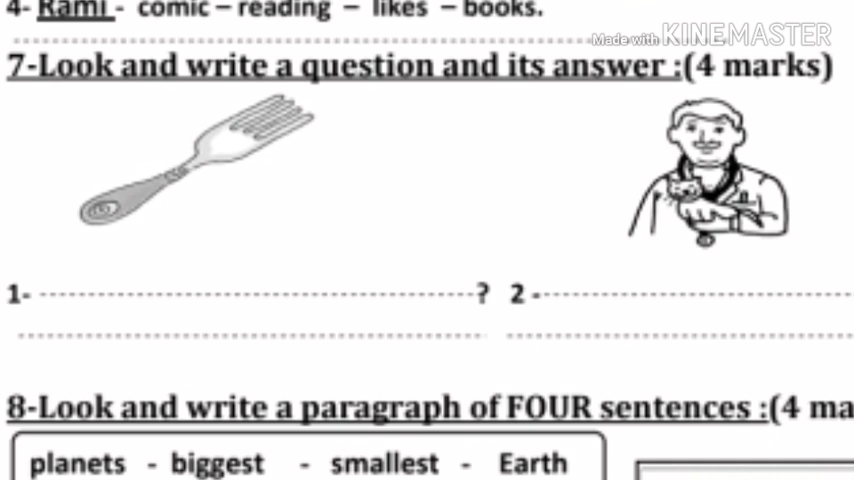 4- Rami - comic – reading – likes – books.
Made with KINEMASTER
7-Look and write a question and its answer :(4 marks)
1- ? 2 -
8-Look and write a paragraph of FOUR sentences :(4 ma
planets - biggest - smallest - Earth